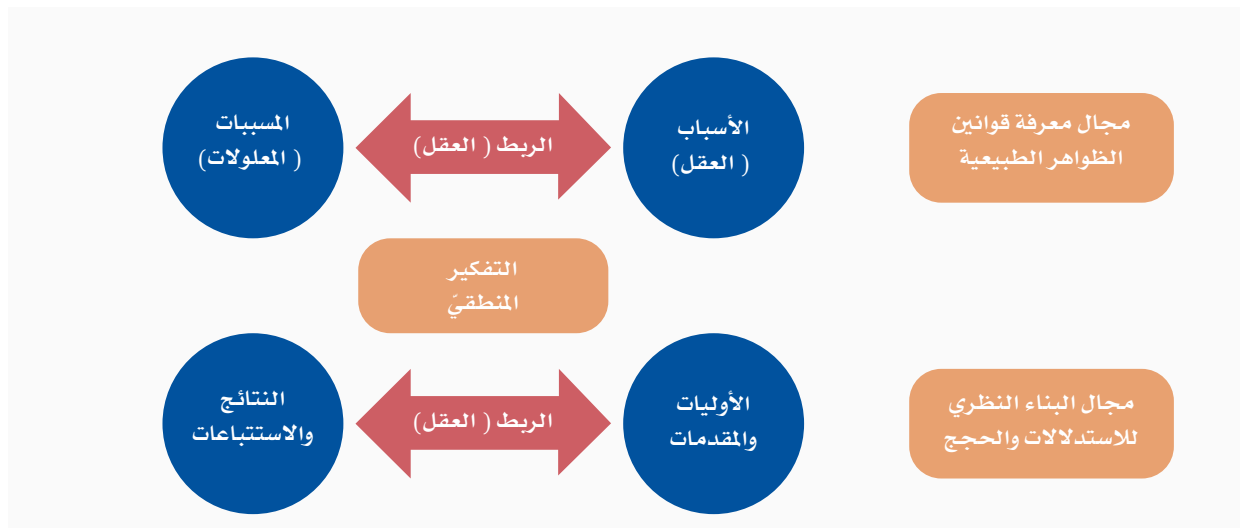 مجال معرفة قوانين
الظواهر الطبيعية
الأسباب
( العقل)
الربط ( العقل)
المسببات
( المعلولات)
التفكير
المنطقيّ
مجال البناء النظري
للاستدلالات والحجج
الأوليات
والمقدمات
الربط ( العقل)
النتائج
والاستتباعات